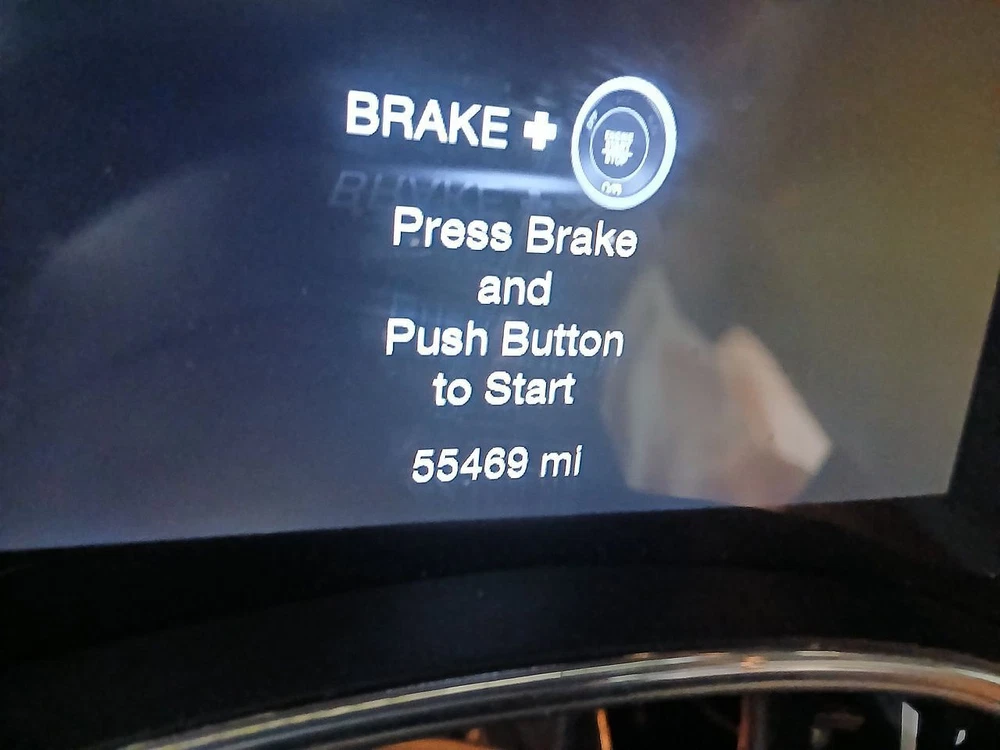 BRAKE +
Press Brake
and
Push Button
to Start
55469 mi